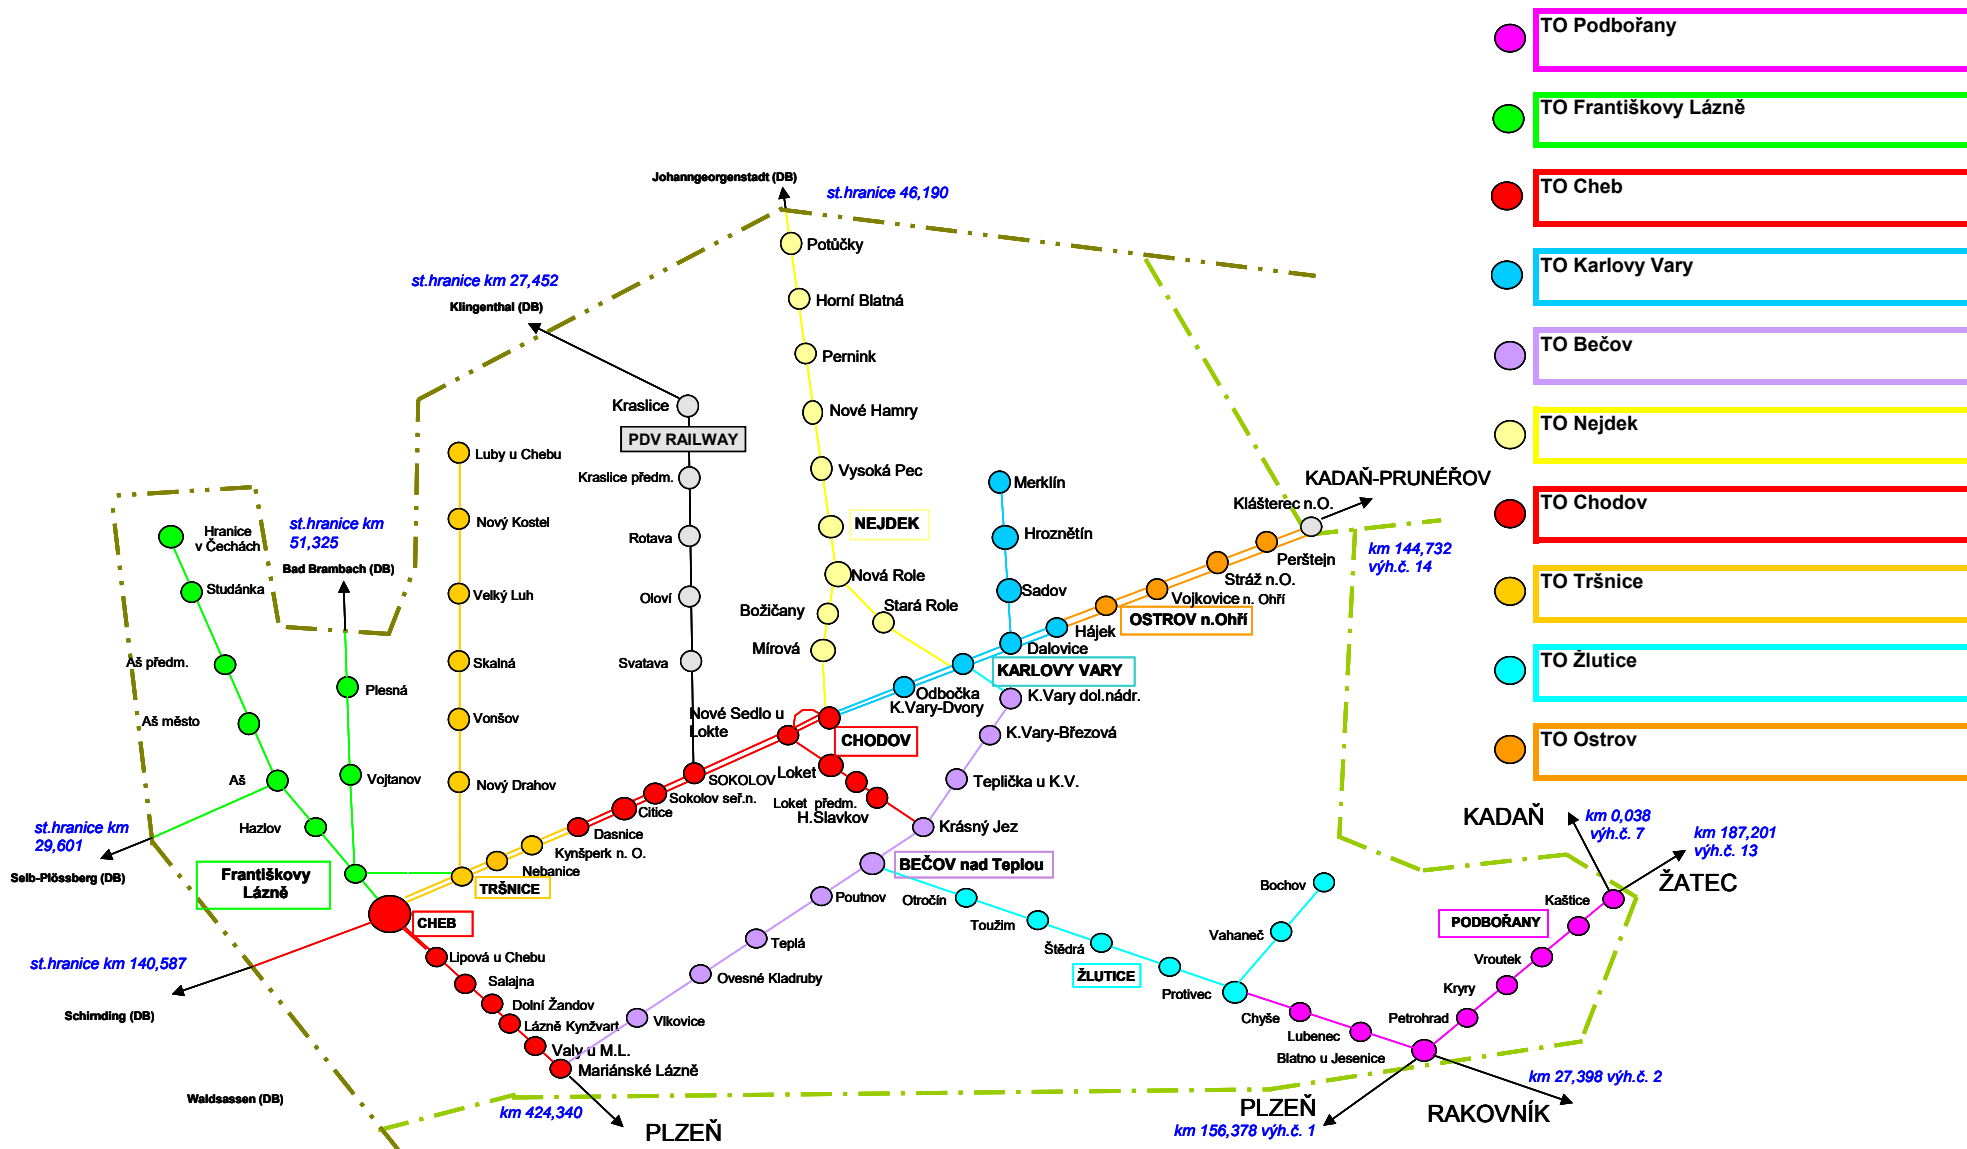 TO Podbořany
TO Františkovy Lázně
TO Cheb
TO Karlovy Vary
TO Bečov
TO Nejdek
TO Chodov
TO Tršnice
TO Žlutice
TO Ostrov
Johanngeorgenstadt (DB)
st.hranice 46,190
Potůčky
st.hranice km 27,452
Klingenthal (DB)
Horní Blatná
Pernink
Kraslice
Nové Hamry
PDV RAILWAY
Luby u Chebu
Kraslice předm.
Vysoká Pec
Merklín
KADAŇ-PRUNÉŘOV
Klášterec n.O.
Hranice
v Čechách
st.hranice km
51,325
Nový Kostel
Rotava
NEJDEK
Hroznětín
km 144,732
výh.č. 14
Perštejn
Bad Brambach (DB)
Studánka
Velký Luh
Oloví
Nová Role
Stará Role
Sadov
Stráž n.O.
Vojkovice n. Ohří
Božičany
OSTROV n.Ohří
Hájek
Aš předm.
Skalná
Svatava
Mírová
Dalovice
KARLOVY VARY
Plesná
Odbočka
K.Vary-Dvory
K.Vary dol.nádr.
Aš město
Vonšov
Nové Sedlo u
Lokte
CHODOV
K.Vary-Březová
Aš
Vojtanov
Nový Drahov
SOKOLOV
Sokolov seř.n.
Loket
Loket předm.
H.Slavkov
Teplička u K.V.
st.hranice km
29,601
Hazlov
Citice
Dasnice
Krásný Jez
KADAŇ
km 0,038
výh.č. 7
km 187,201
výh.č. 13
Kynšperk n. O.
Nebanice
BEČOV nad Teplou
Selb-Plössberg (DB)
Františkovy
Lázně
TRŠNICE
Poutnov
Otročín
Bochov
ŽATEC
Kaštice
CHEB
Toužim
Vahaneč
PODBOŘANY
Lipová u Chebu
Teplá
Štědrá
Vroutek
st.hranice km 140,587
Salajna
Ovesné Kladruby
ŽLUTICE
Protivec
Kryry
Dolní Žandov
Schirnding (DB)
Lázně Kynžvart
Vlkovice
Chyše
Petrohrad
Lubenec
Valy u M.L.
Blatno u Jesenice
Mariánské Lázně
km 27,398 výh.č. 2
Waldsassen (DB)
km 424,340
PLZEŇ
PLZEŇ
km 156,378 výh.č. 1
RAKOVNÍK